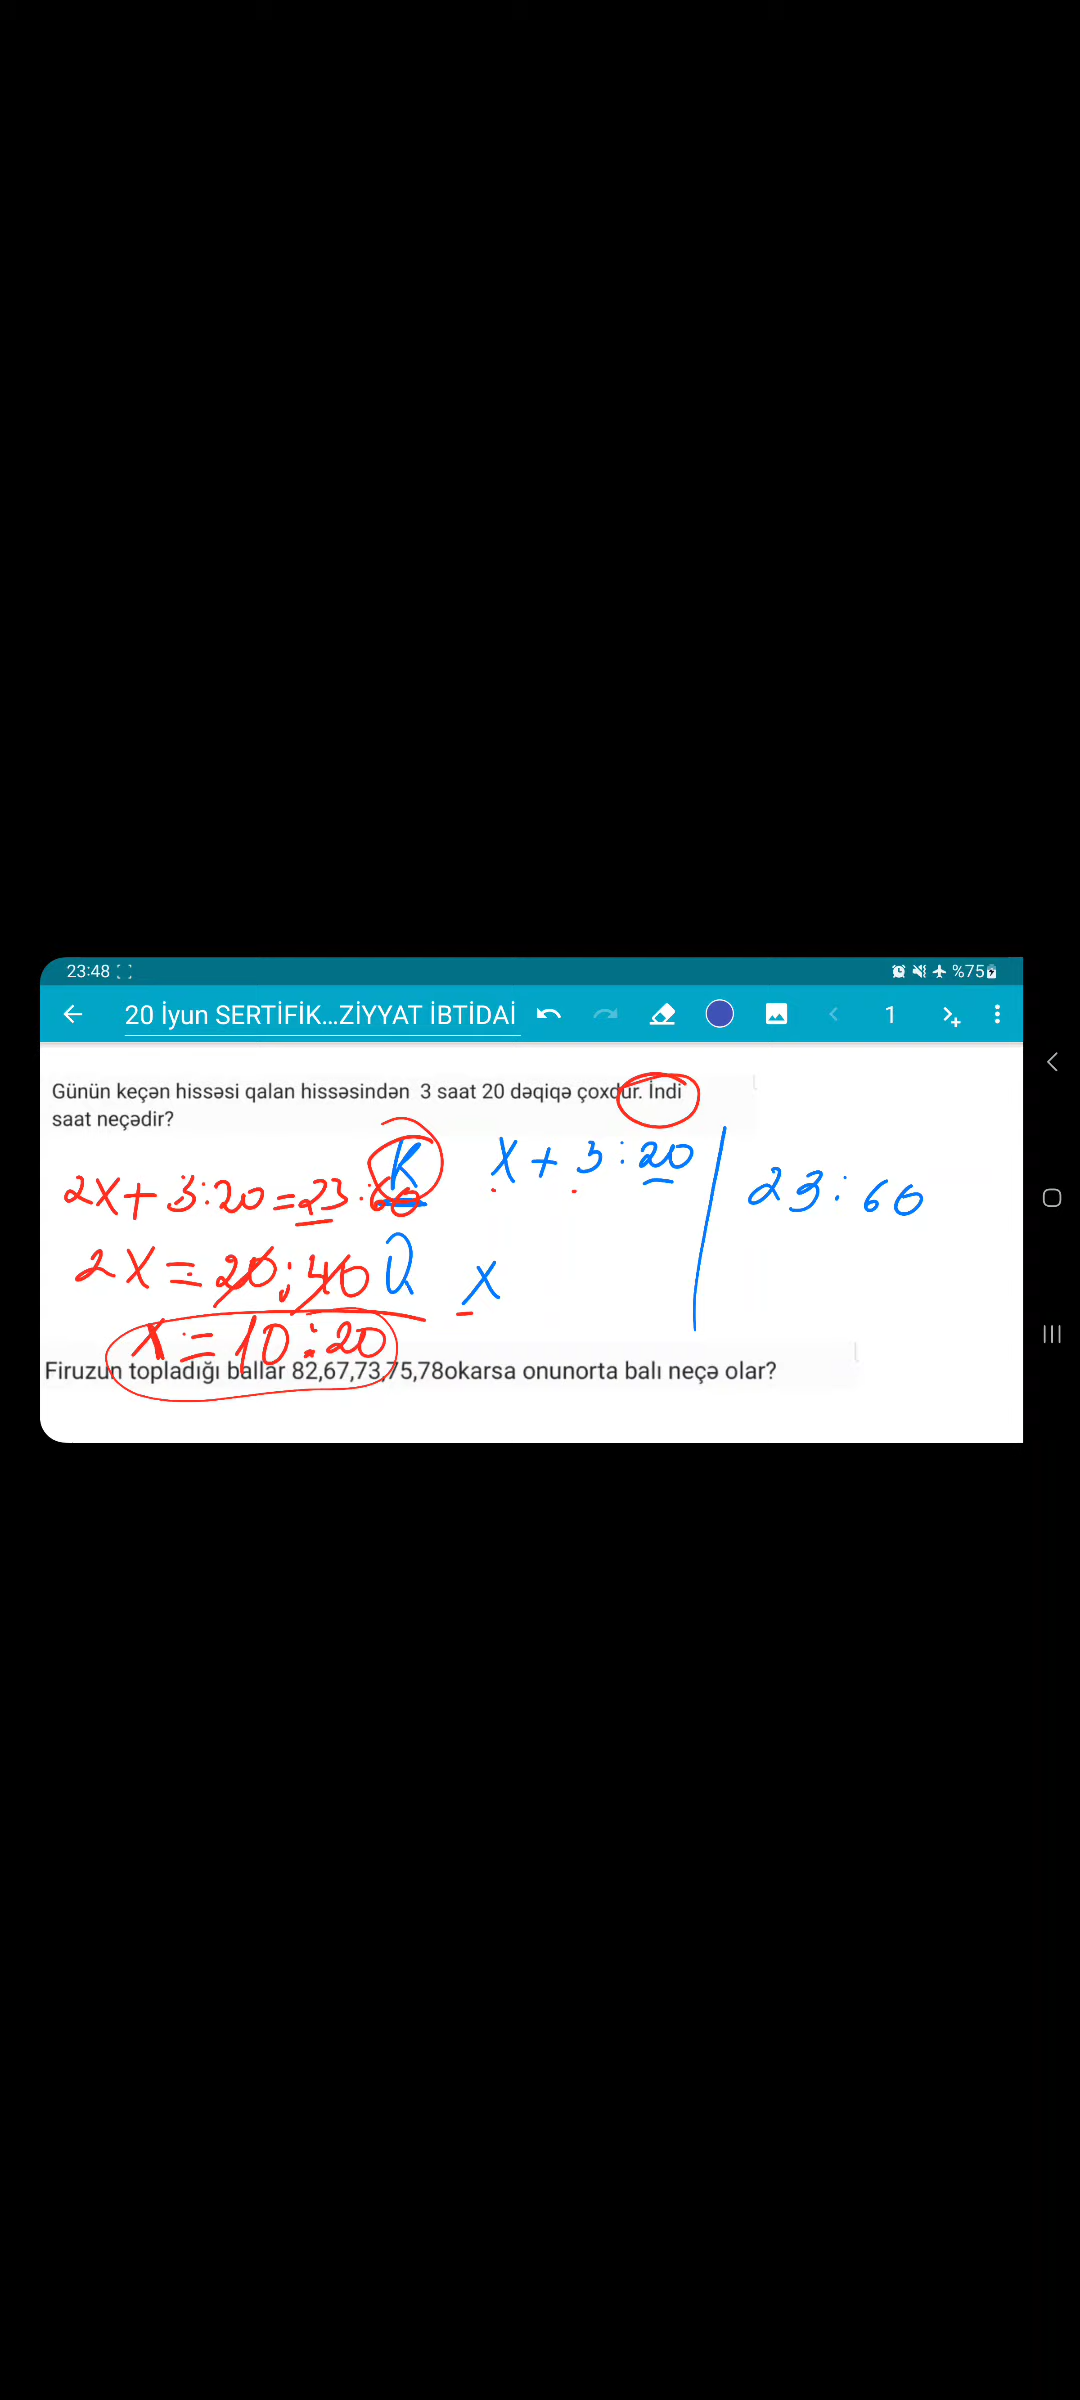 23:48 %75
20 İyun SERTİFİK...ZİYYAT İBTİDAİ 1
Günün keçən hissəsi qalan hissəsindən 3 saat 20 dəqiqə çoxdur. İndi
saat neçədir?
K x + 3:20
2x + 3:20 = 23:60 23:60
2x = 20:40 Q x
x = 10:20
Firuzun topladığı ballar 82,67,73,75,78okarsa onunorta balı neçə olar?